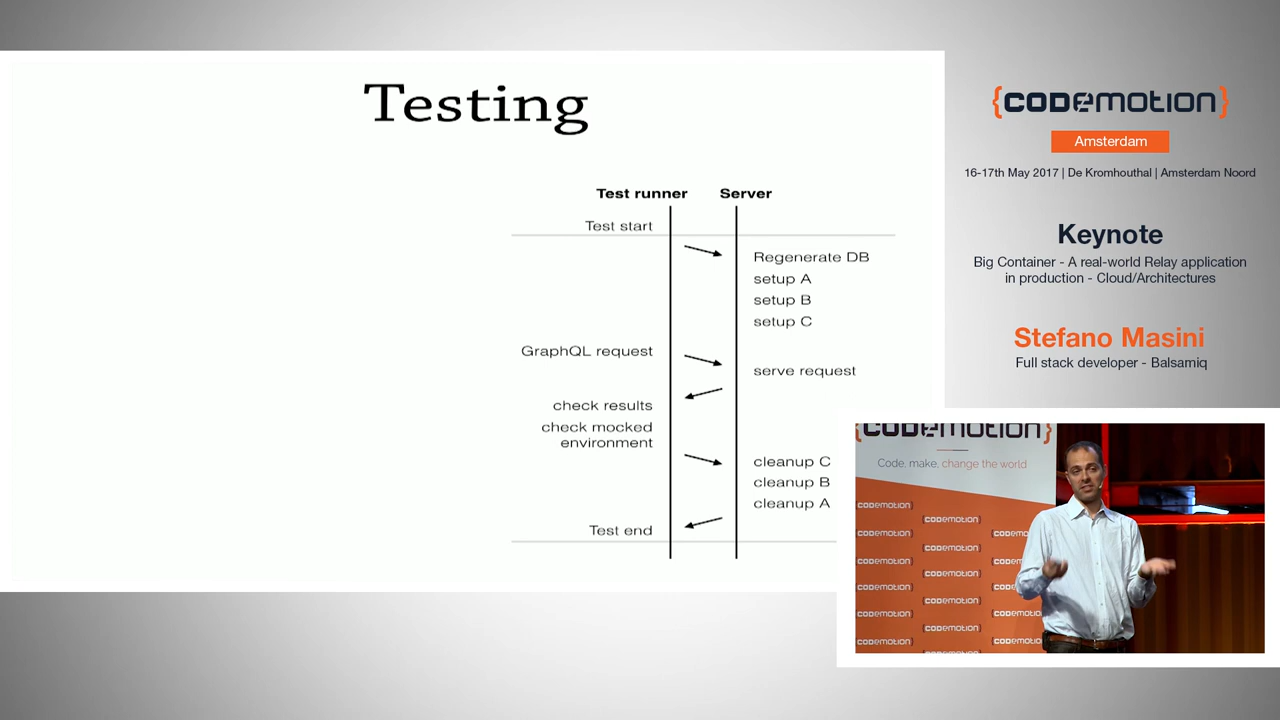 Testing
Test runner
Server
Test start
Regenerate DB
setup A
setup B
setup C
GraphQL request
serve request
check results
check mocked
environment
cleanup C
cleanup B
cleanup A
Test end
{CODEMOTION}
Amsterdam
16-17th May 2017 | De Kromhouthal | Amsterdam Noord
Keynote
Big Container - A real-world Relay application
in production - Cloud/Architectures
Stefano Masini
Full stack developer - Balsamiq
{CODEMOTION}
Code, make, change the world
{CODEMOTION}
{CODEMOTION}
{CODEMOTION}
{CODEMOTION}
{CODEMOTION}
{CODEMOTION}
{CODEMOTION}
{CODEMOTION}
{CODEMOTION}
{CODEMOTION}
{CODEMOTION}